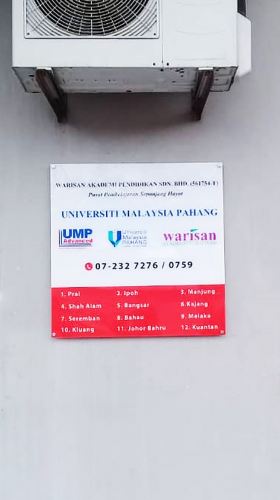 WARISAN AKADEMI PENDIDIKAN SDN. BHD. (561754-T)
Pusat Pembelajaran Sepanjang Hayat
UNIVERSITI MALAYSIA PAHANG
UMP Advanced
Universiti Malaysia PAHANG
warisan
07-232 7276 / 0759
1. Prai 2. Ipoh 3. Manjung
4. Shah Alam 5. Bangsar 6. Kajang
7. Seremban 8. Bahau 9. Melaka
10. Kluang 11. Johor Bahru 12. Kuantan